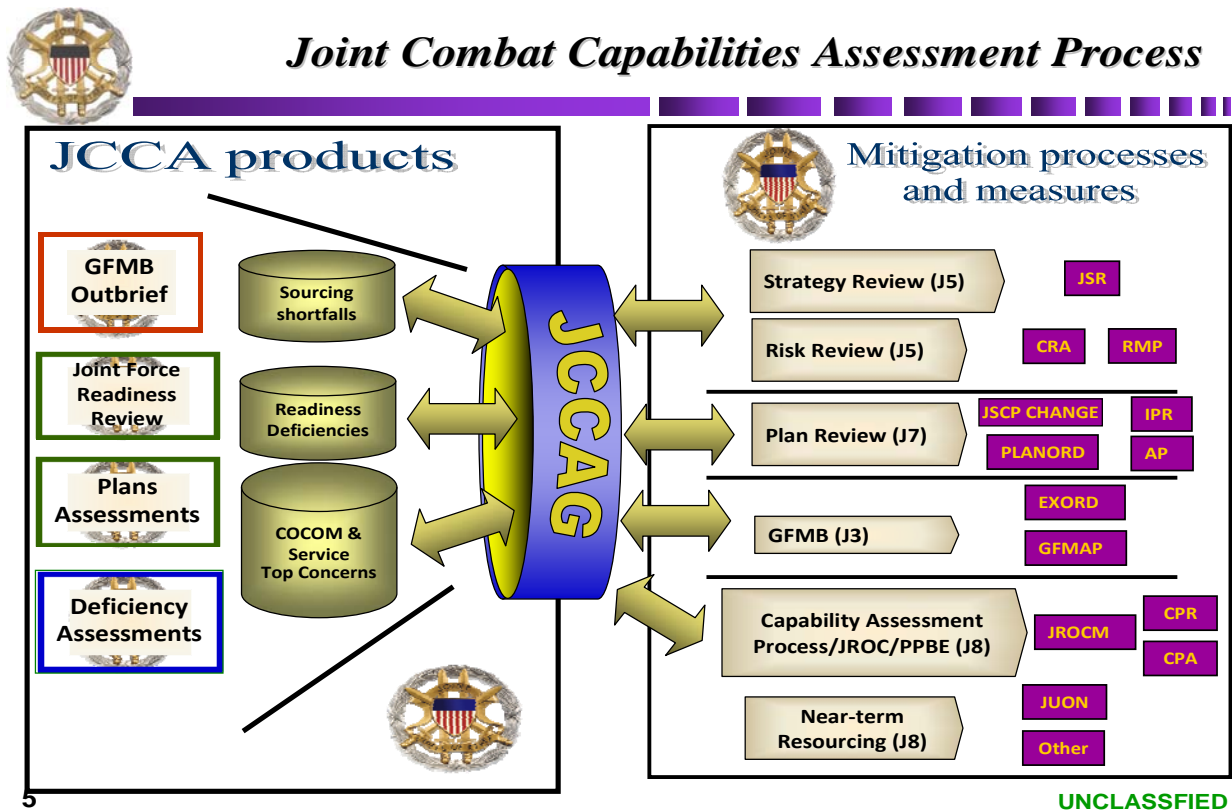 Joint Combat Capabilities Assessment Process
JCCA products
GFMB
Outbrief
Joint Force
Readiness
Review
Plans
Assessments
Deficiency
Assessments
Sourcing
shortfalls
Readiness
Deficiencies
COCOM &
Service
Top Concerns
JCCAG
Mitigation processes
and measures
Strategy Review (J5)
JSR
Risk Review (J5)
CRA
RMP
Plan Review (J7)
JSCP CHANGE
IPR
PLANORD
AP
GFMB (J3)
EXORD
GFMAP
Capability Assessment
Process/JROC/PPBE (J8)
JROCM
CPR
CPA
Near-term
Resourcing (J8)
JUON
Other
5
UNCLASSFIED